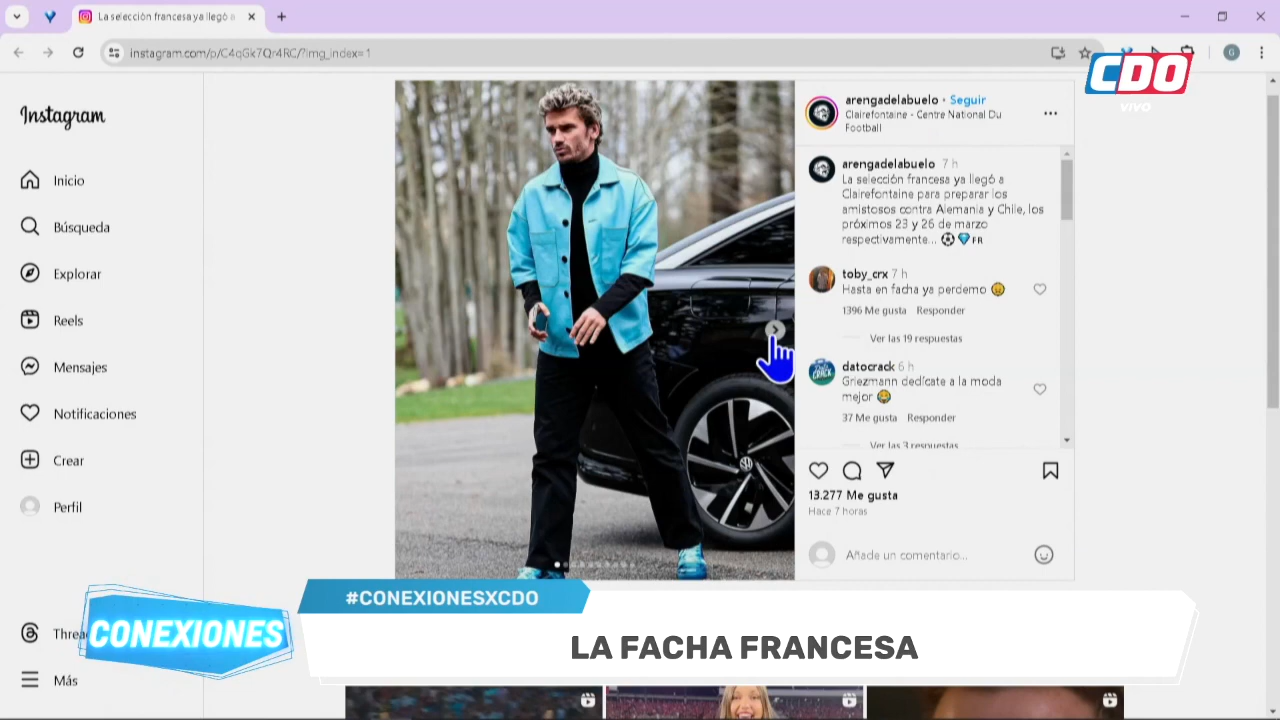 La selección francesa ya llegó a
instagram.com/p/C4qGk7Qr4RC/?img_index=1
G
CDO
VIVO
Instagram
Inicio
Búsqueda
Explorar
Reels
Mensajes
Notificaciones
Crear
Perfil
Threa
Más
arengadelabuelo • Seguir
Clairefontaine - Centre National Du
Football
arengadelabuelo 7 h
La selección francesa ya llegó a
Clairefontaine para preparar los
amistosos contra Alemania y Chile, los
próximos 23 y 26 de marzo
respectivamente... ⚽💎FR
toby_crx 7 h
Hasta en facha ya perdemo
1396 Me gusta Responder
Ver las 19 respuestas
datocrack 6 h
Griezmann dedícate a la moda
mejor
37 Me gusta Responder
Ver las 3 respuestas
13.277 Me gusta
Hace 7 horas
Añade un comentario...
#CONEXIONESXCDO
CONEXIONES
LA FACHA FRANCESA